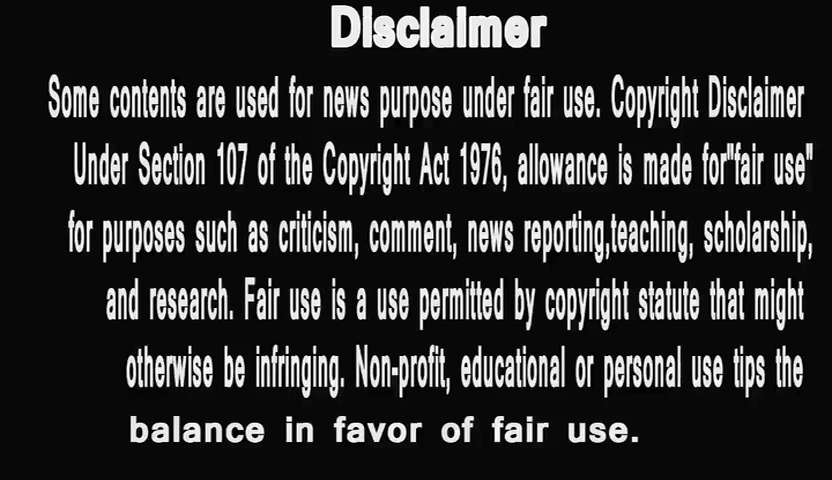 Disclaimer
Some contents are used for news purpose under fair use. Copyright Disclaimer
Under Section 107 of the Copyright Act 1976, allowance is made for"fair use"
for purposes such as criticism, comment, news reporting,teaching, scholarship,
and research. Fair use is a use permitted by copyright statute that might
otherwise be infringing. Non-profit, educational or personal use tips the
balance in favor of fair use.